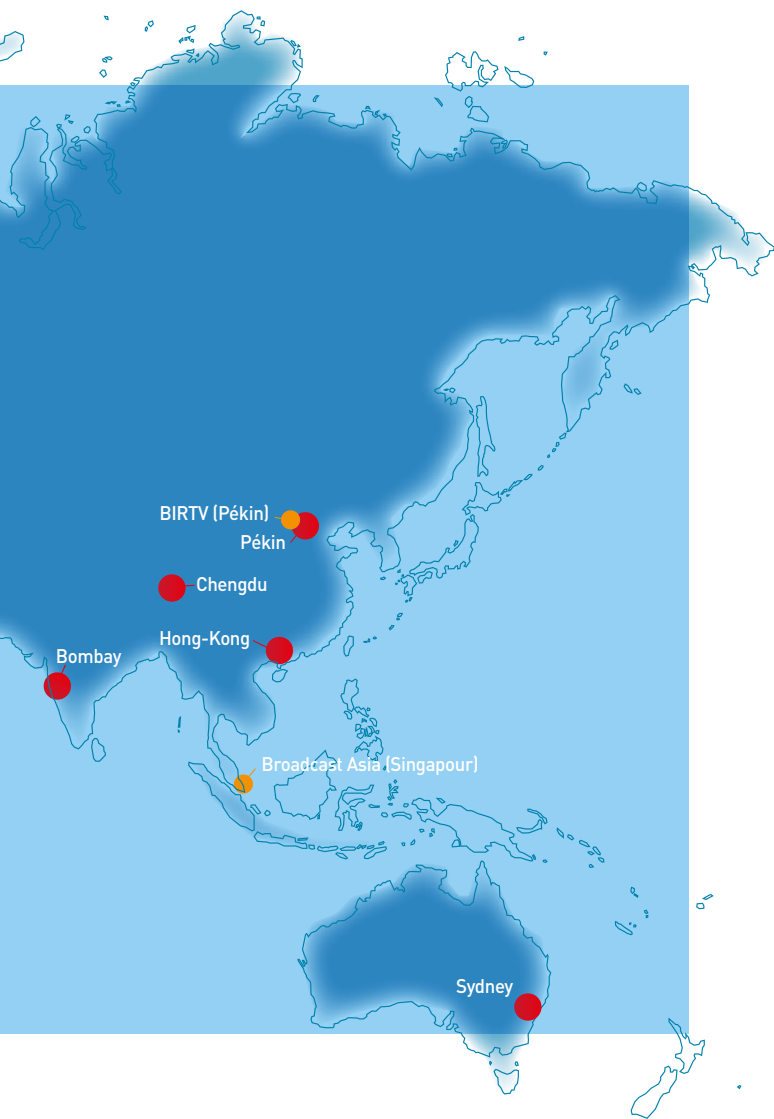 BIRTV (Pékin)
Pékin
Chengdu
Hong-Kong
Bombay
Broadcast Asia (Singapour)
Sydney